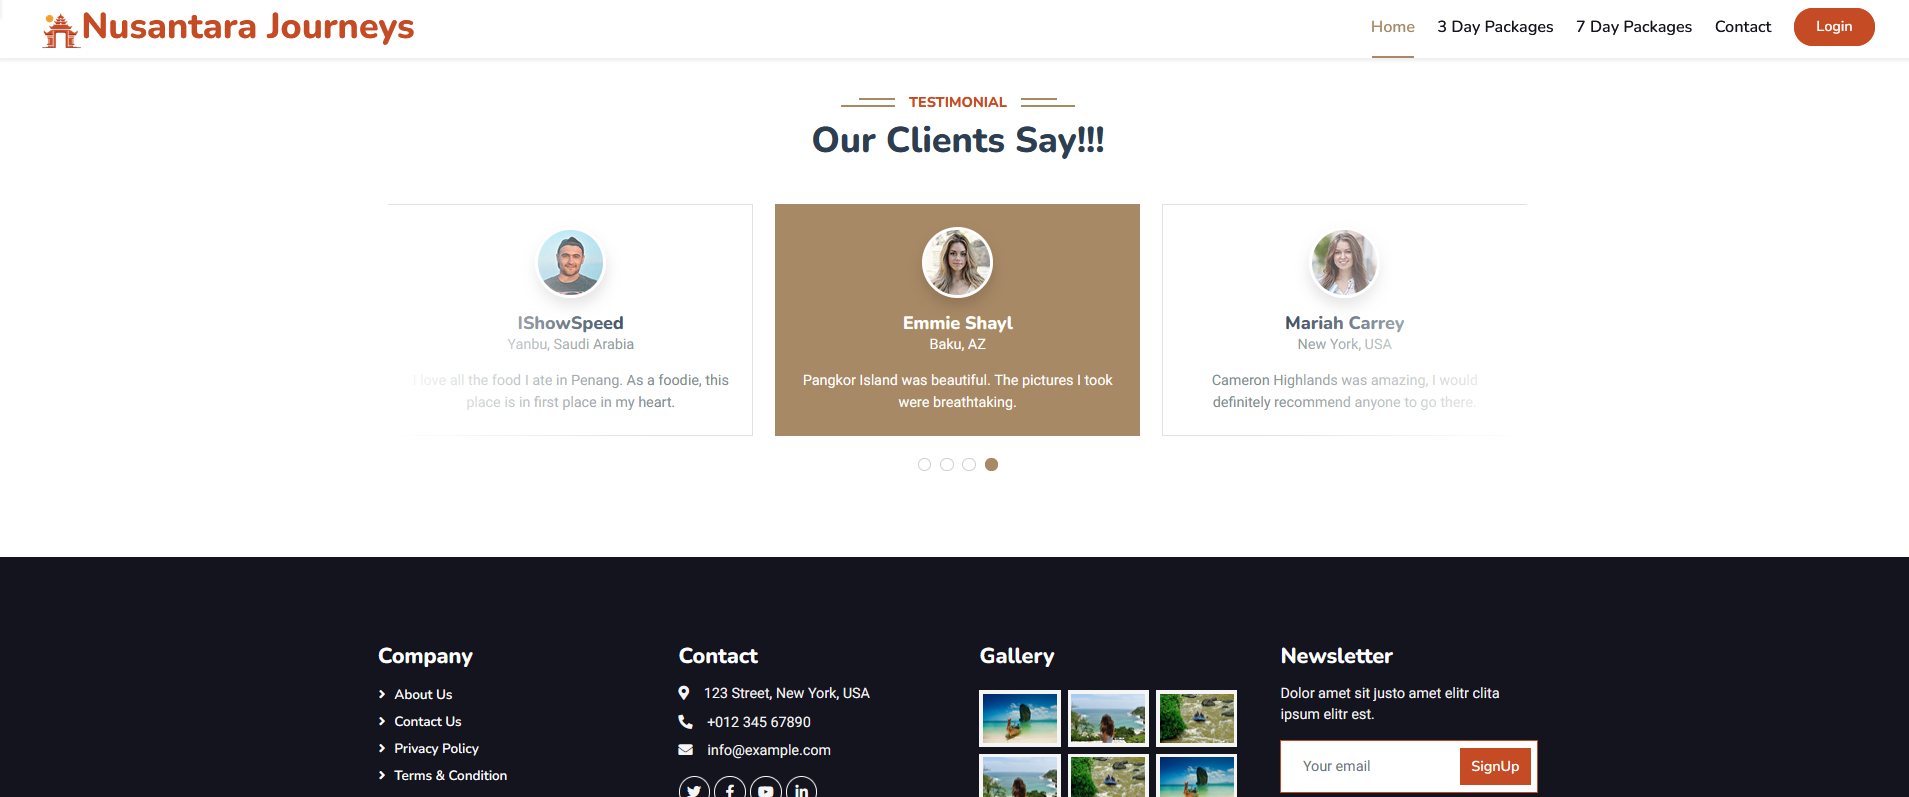 Nusantara Journeys
Home
3 Day Packages
7 Day Packages
Contact
Login
TESTIMONIAL
Our Clients Say!!!
IShowSpeed
Yanbu, Saudi Arabia
I love all the food I ate in Penang. As a foodie, this
place is in first place in my heart.
Emmie Shayl
Baku, AZ
Pangkor Island was beautiful. The pictures I took
were breathtaking.
Mariah Carrey
New York, USA
Cameron Highlands was amazing, I would
definitely recommend anyone to go there.
Company
About Us
Contact Us
Privacy Policy
Terms & Condition
Contact
123 Street, New York, USA
+012 345 67890
info@example.com
Gallery
Newsletter
Dolor amet sit justo amet elitr clita
ipsum elitr est.
Your email
SignUp